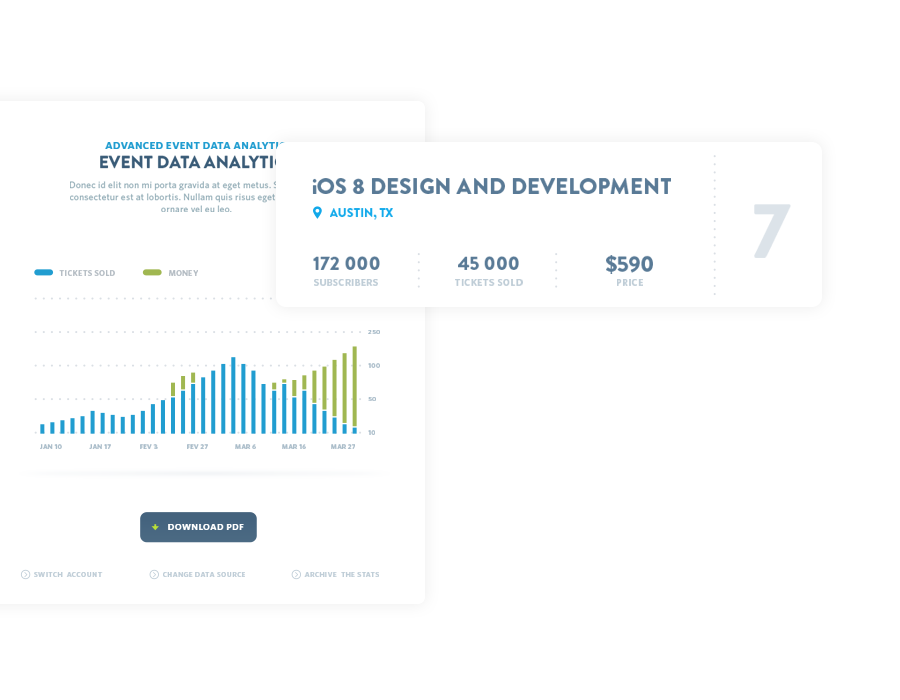 ADVANCED EVENT DATA
EVENT DATA
Donec id elit non mi porta gravida at eget metus.
consectetur est at lobortis. Nullam quis risus eget
ornare vel eu leo.
TICKETS SOLD
MONEY
250
100
50
10
JAN 10
JAN 17
FEV 5
FEV 27
MAR 6
MAR 16
MAR 27
DOWNLOAD PDF
SWITCH ACCOUNT
CHANGE DATA SOURCE
ARCHIVE THE STATS
iOS 8 DESIGN AND DEVELOPMENT
AUSTIN, TX
172 000
SUBSCRIBERS
45 000
TICKETS SOLD
$590
PRICE
7